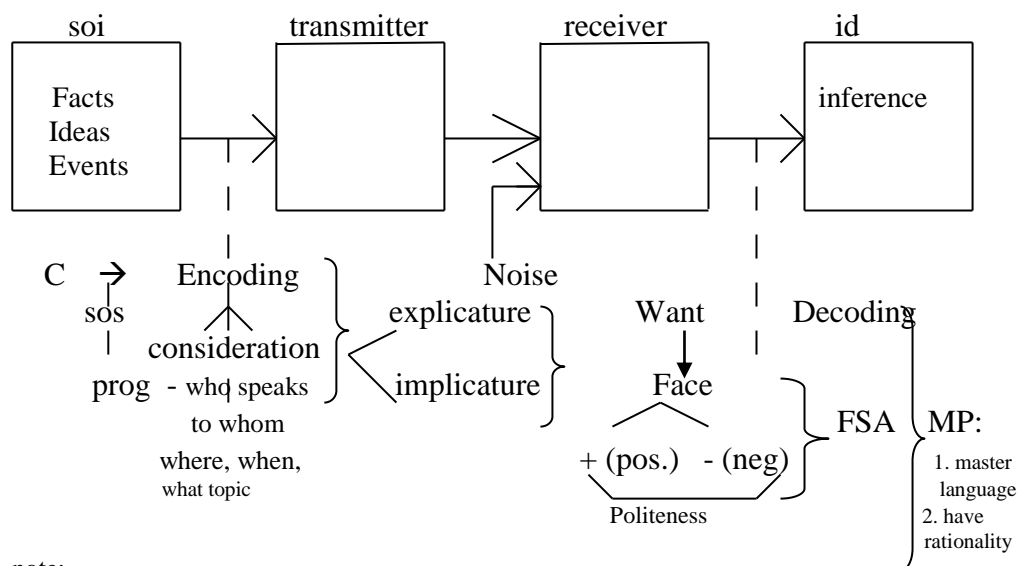 soi transmitter receiver id
Facts
Ideas
Events
inference
C → Encoding Noise
sos explicature Want Decoding
consideration
prog - who speaks implicature Face
to whom FSA MP:
where, when, + (pos.) - (neg) 1. master
what topic language
Politeness 2. have
rationality